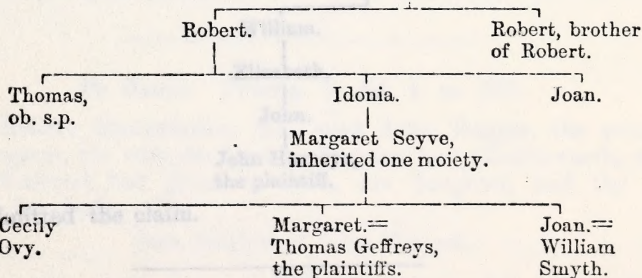 Robert.
Robert, brother
of Robert.
Thomas,
ob. s.p.
Idonia.
Joan.
Margaret Scyve,
inherited one moiety.
Cecily
Ovy.
Margaret.=
Thomas Geffreys,
the plaintiffs.
Joan.=
William
Smyth.